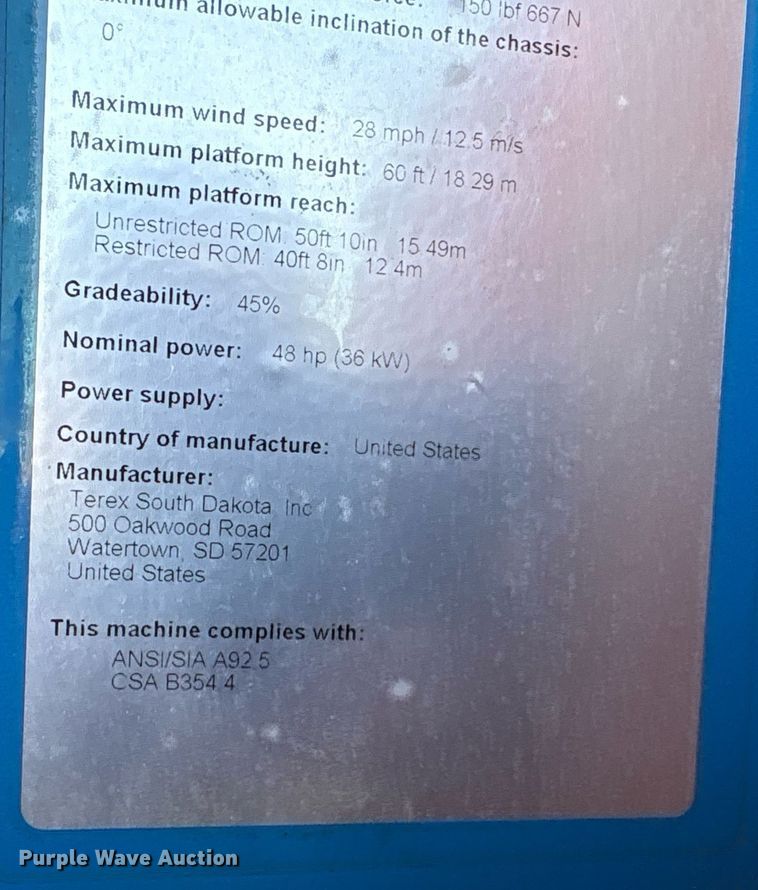 150 lbf 667 N
allowable inclination of the chassis:
0°
Maximum wind speed: 28 mph / 12.5 m/s
Maximum platform height: 60 ft / 18.29 m
Maximum platform reach:
Unrestricted ROM: 50ft 10in 15.49m
Restricted ROM: 40ft 8in 12.4m
Gradeability: 45%
Nominal power: 48 hp (36 kW)
Power supply:
Country of manufacture: United States
Manufacturer:
Terex South Dakota, Inc
500 Oakwood Road
Watertown, SD 57201
United States
This machine complies with:
ANSI/SIA A92.5
CSA B354.4
Purple Wave Auction